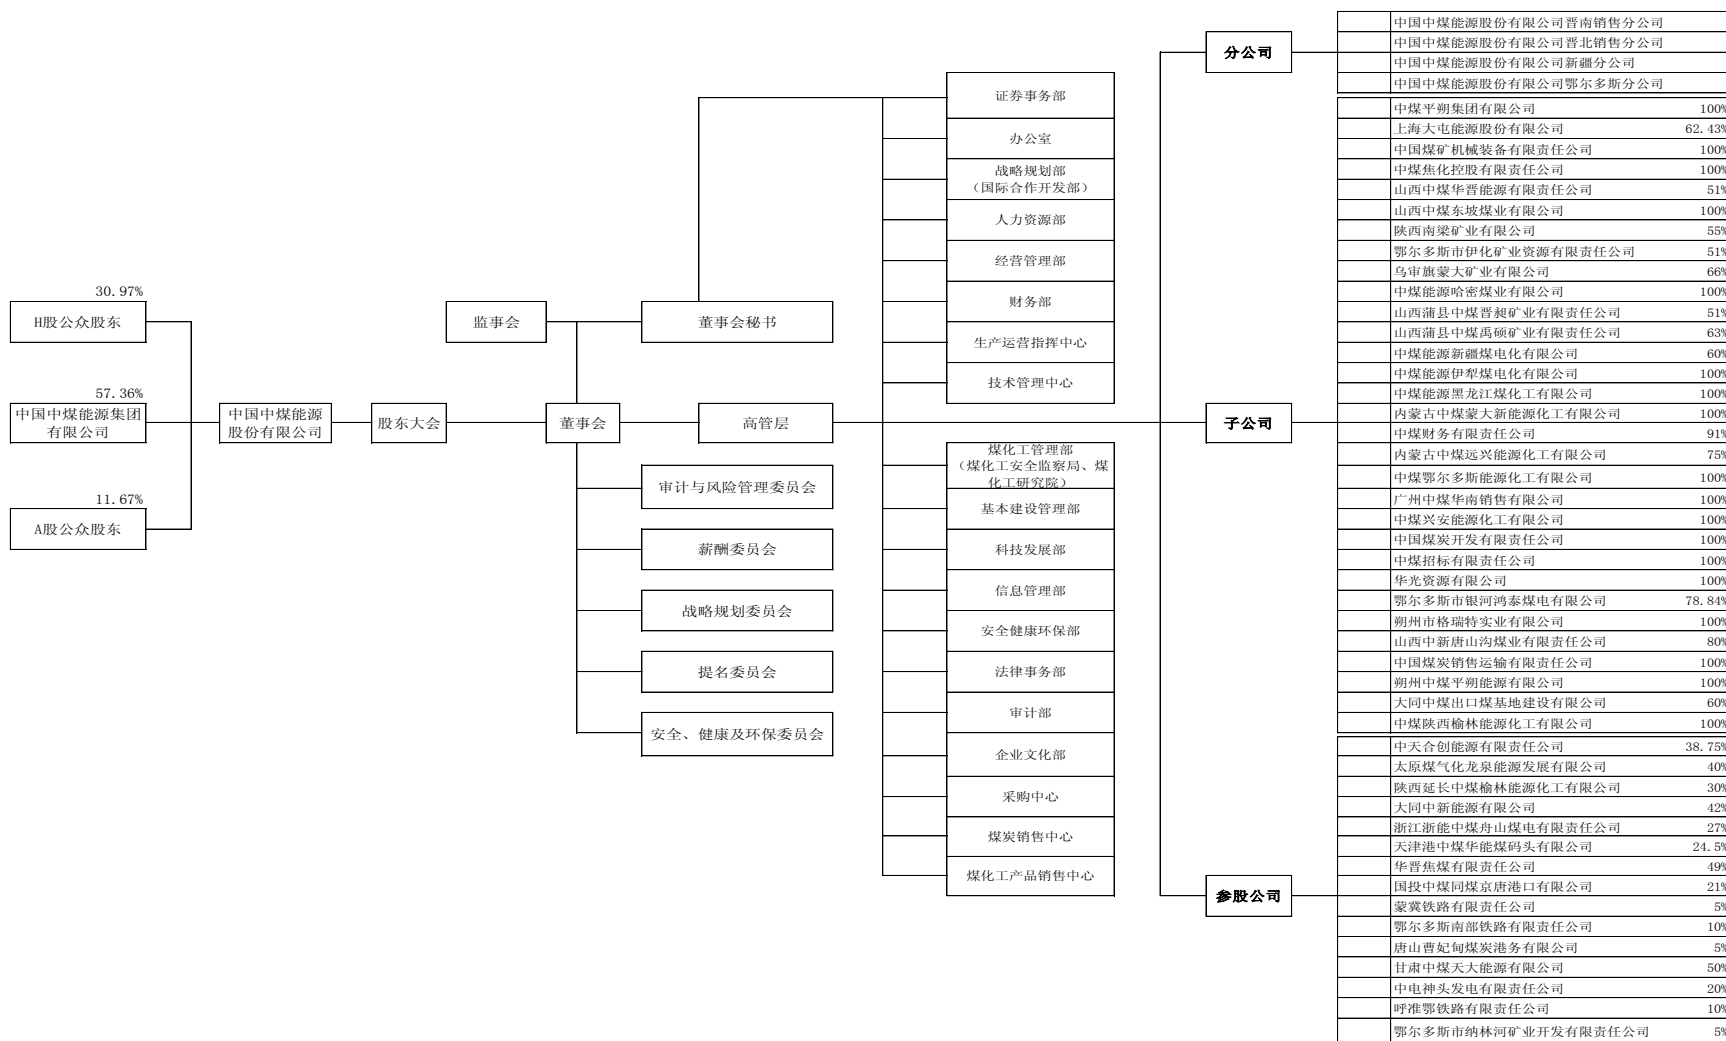 30.97%
H股公众股东
57.36%
中国中煤能源集团
有限公司
11.67%
A股公众股东
中国中煤能源
股份有限公司
股东大会
监事会
董事会
董事会秘书
高管层
审计与风险管理委员会
薪酬委员会
战略规划委员会
提名委员会
安全、健康及环保委员会
证券事务部
办公室
战略规划部
（国际合作开发部）
人力资源部
经营管理部
财务部
生产运营指挥中心
技术管理中心
煤化工管理部
（煤化工安全监察局、煤
化工研究院）
基本建设管理部
科技发展部
信息管理部
安全健康环保部
法律事务部
审计部
企业文化部
采购中心
煤炭销售中心
煤化工产品销售中心
分公司
中国中煤能源股份有限公司晋南销售分公司
中国中煤能源股份有限公司晋北销售分公司
中国中煤能源股份有限公司新疆分公司
中国中煤能源股份有限公司鄂尔多斯分公司
子公司
中煤平朔集团有限公司 100%
上海大屯能源股份有限公司 62.43%
中国煤矿机械装备有限责任公司 100%
中煤焦化控股有限责任公司 100%
山西中煤华晋能源有限责任公司 51%
山西中煤东坡煤业有限公司 100%
陕西南梁矿业有限公司 55%
鄂尔多斯市伊化矿业资源有限责任公司 51%
乌审旗蒙大矿业有限公司 66%
中煤能源哈密煤业有限公司 100%
山西蒲县中煤晋昶矿业有限责任公司 51%
山西蒲县中煤禹硕矿业有限责任公司 63%
中煤能源新疆煤电化有限公司 60%
中煤能源伊犁煤电化有限公司 100%
中煤能源黑龙江煤化工有限公司 100%
内蒙古中煤蒙大新能源化工有限公司 100%
中煤财务有限责任公司 91%
内蒙古中煤远兴能源化工有限公司 75%
中煤鄂尔多斯能源化工有限公司 100%
广州中煤华南销售有限公司 100%
中煤兴安能源化工有限公司 100%
中国煤炭开发有限责任公司 100%
中煤招标有限责任公司 100%
华光资源有限公司 100%
鄂尔多斯市银河鸿泰煤电有限公司 78.84%
朔州市格瑞特实业有限公司 100%
山西中新唐山沟煤业有限责任公司 80%
中国煤炭销售运输有限责任公司 100%
朔州中煤平朔能源有限公司 100%
大同中煤出口煤基地建设有限公司 60%
中煤陕西榆林能源化工有限公司 100%
参股公司
中天合创能源有限责任公司 38.75%
太原煤气化龙泉能源发展有限公司 40%
陕西延长中煤榆林能源化工有限公司 30%
大同中新能源有限公司 42%
浙江浙能中煤舟山煤电有限责任公司 27%
天津港中煤华能煤码头有限公司 24.5%
华晋焦煤有限责任公司 49%
国投中煤同煤京唐港口有限公司 21%
蒙冀铁路有限责任公司 5%
鄂尔多斯南部铁路有限责任公司 10%
唐山曹妃甸煤炭港务有限公司 5%
甘肃中煤天大能源有限公司 50%
中电神头发电有限责任公司 20%
呼准鄂铁路有限责任公司 10%
鄂尔多斯市纳林河矿业开发有限责任公司 5%